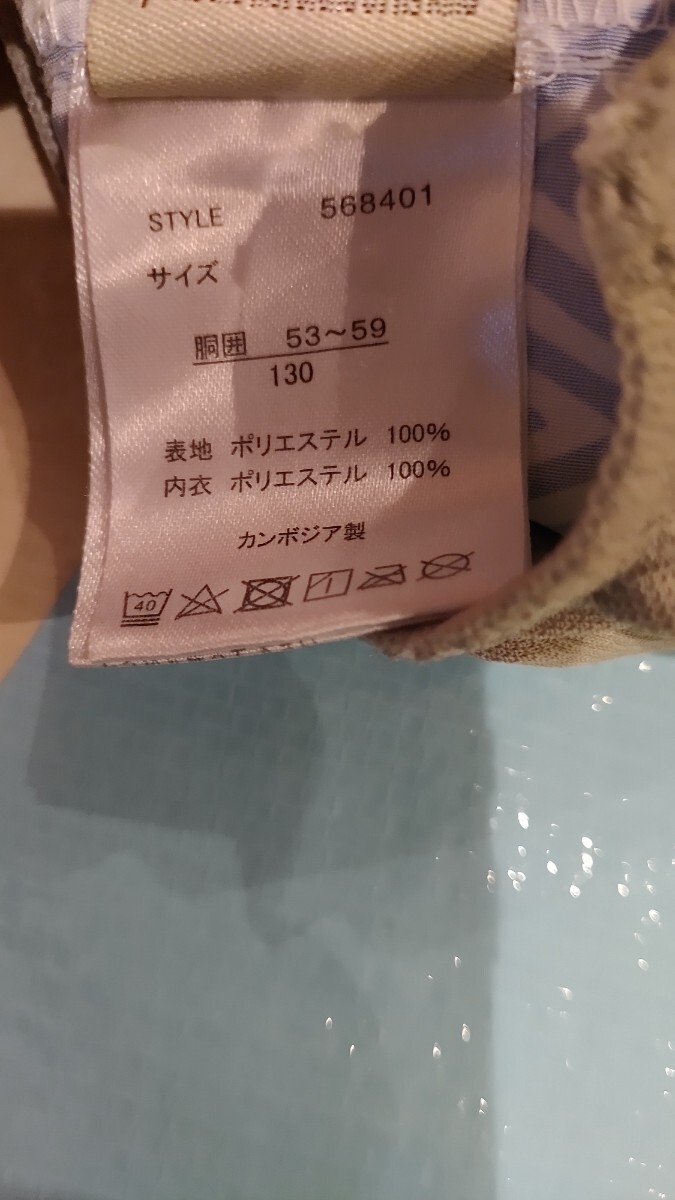 STYLE 568401
サイズ
胴囲 53～59
130
表地 ポリエステル 100%
内衣 ポリエステル 100%
カンボジア製
40